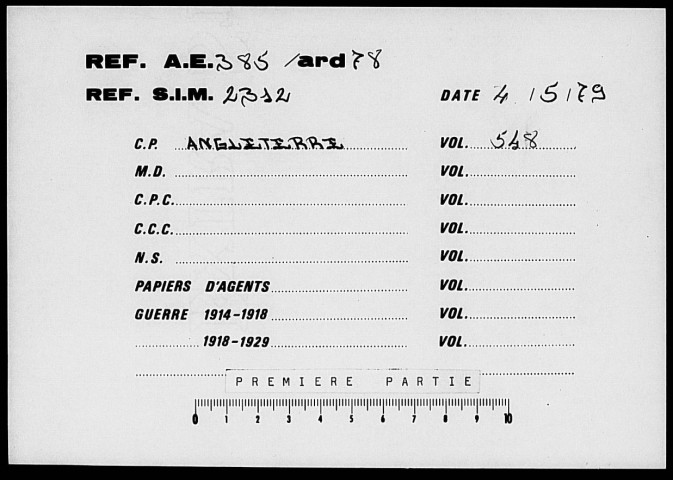 REF. A.E. 385 /ard 78
REF. S.I.M. 2312 DATE 4 / 5 / 79
C.P. ANGLETERRE VOL. 548
M.D. VOL.
C.P.C. VOL.
C.C.C. VOL.
N.S. VOL.
PAPIERS D'AGENTS VOL.
GUERRE 1914-1918 VOL.
1918-1929 VOL.
PREMIERE PARTIE
0 1 2 3 4 5 6 7 8 9 10